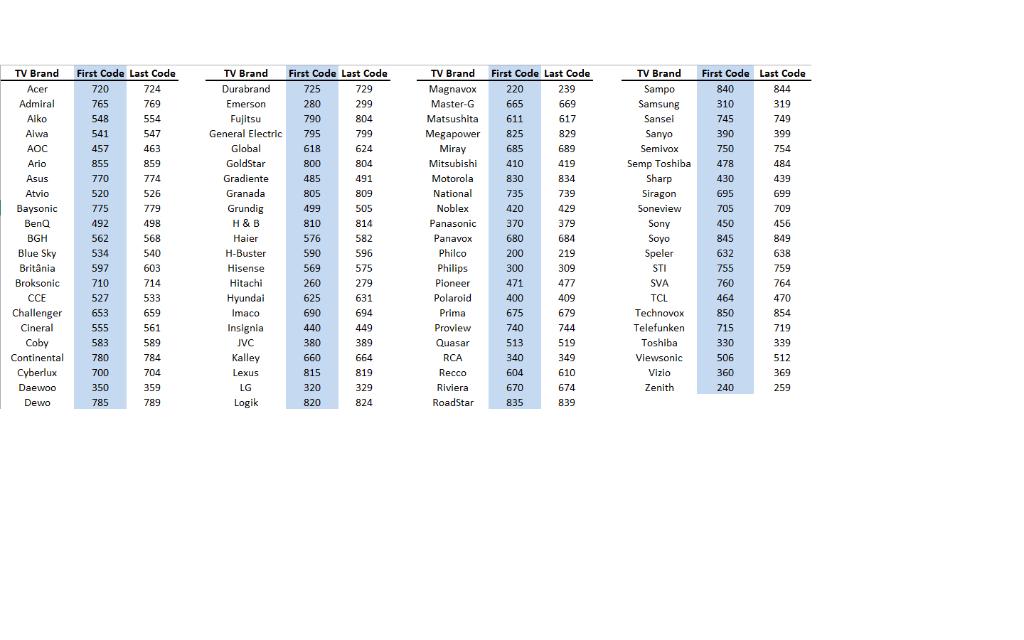 TV Brand First Code Last Code TV Brand First Code Last Code TV Brand First Code Last Code TV Brand First Code Last Code
Acer 720 724 Durabrand 725 729 Magnavox 220 239 Sampo 840 844
Admiral 765 769 Emerson 280 299 Master-G 665 669 Samsung 310 319
Aiko 548 554 Fujitsu 790 804 Matsushita 611 617 Sansei 745 749
Aiwa 541 547 General Electric 795 799 Megapower 825 829 Sanyo 390 399
AOC 457 463 Global 618 624 Miray 685 689 Semivox 750 754
Ario 855 859 GoldStar 800 804 Mitsubishi 410 419 Semp Toshiba 478 484
Asus 770 774 Gradiente 485 491 Motorola 830 834 Sharp 430 439
Atvio 520 526 Granada 805 809 National 735 739 Siragon 695 699
Baysonic 775 779 Grundig 499 505 Noblex 420 429 Soneview 705 709
BenQ 492 498 H & B 810 814 Panasonic 370 379 Sony 450 456
BGH 562 568 Haier 576 582 Panavox 680 684 Soyo 845 849
Blue Sky 534 540 H-Buster 590 596 Philco 200 219 Speler 632 638
Britânia 597 603 Hisense 569 575 Philips 300 309 STI 755 759
Broksonic 710 714 Hitachi 260 279 Pioneer 471 477 SVA 760 764
CCE 527 533 Hyundai 625 631 Polaroid 400 409 TCL 464 470
Challenger 653 659 Imaco 690 694 Prima 675 679 Technovox 850 854
Cineral 555 561 Insignia 440 449 Proview 740 744 Telefunken 715 719
Coby 583 589 JVC 380 389 Quasar 513 519 Toshiba 330 339
Continental 780 784 Kalley 660 664 RCA 340 349 Viewsonic 506 512
Cyberlux 700 704 Lexus 815 819 Recco 604 610 Vizio 360 369
Daewoo 350 359 LG 320 329 Riviera 670 674 Zenith 240 259
Dewo 785 789 Logik 820 824 RoadStar 835 839